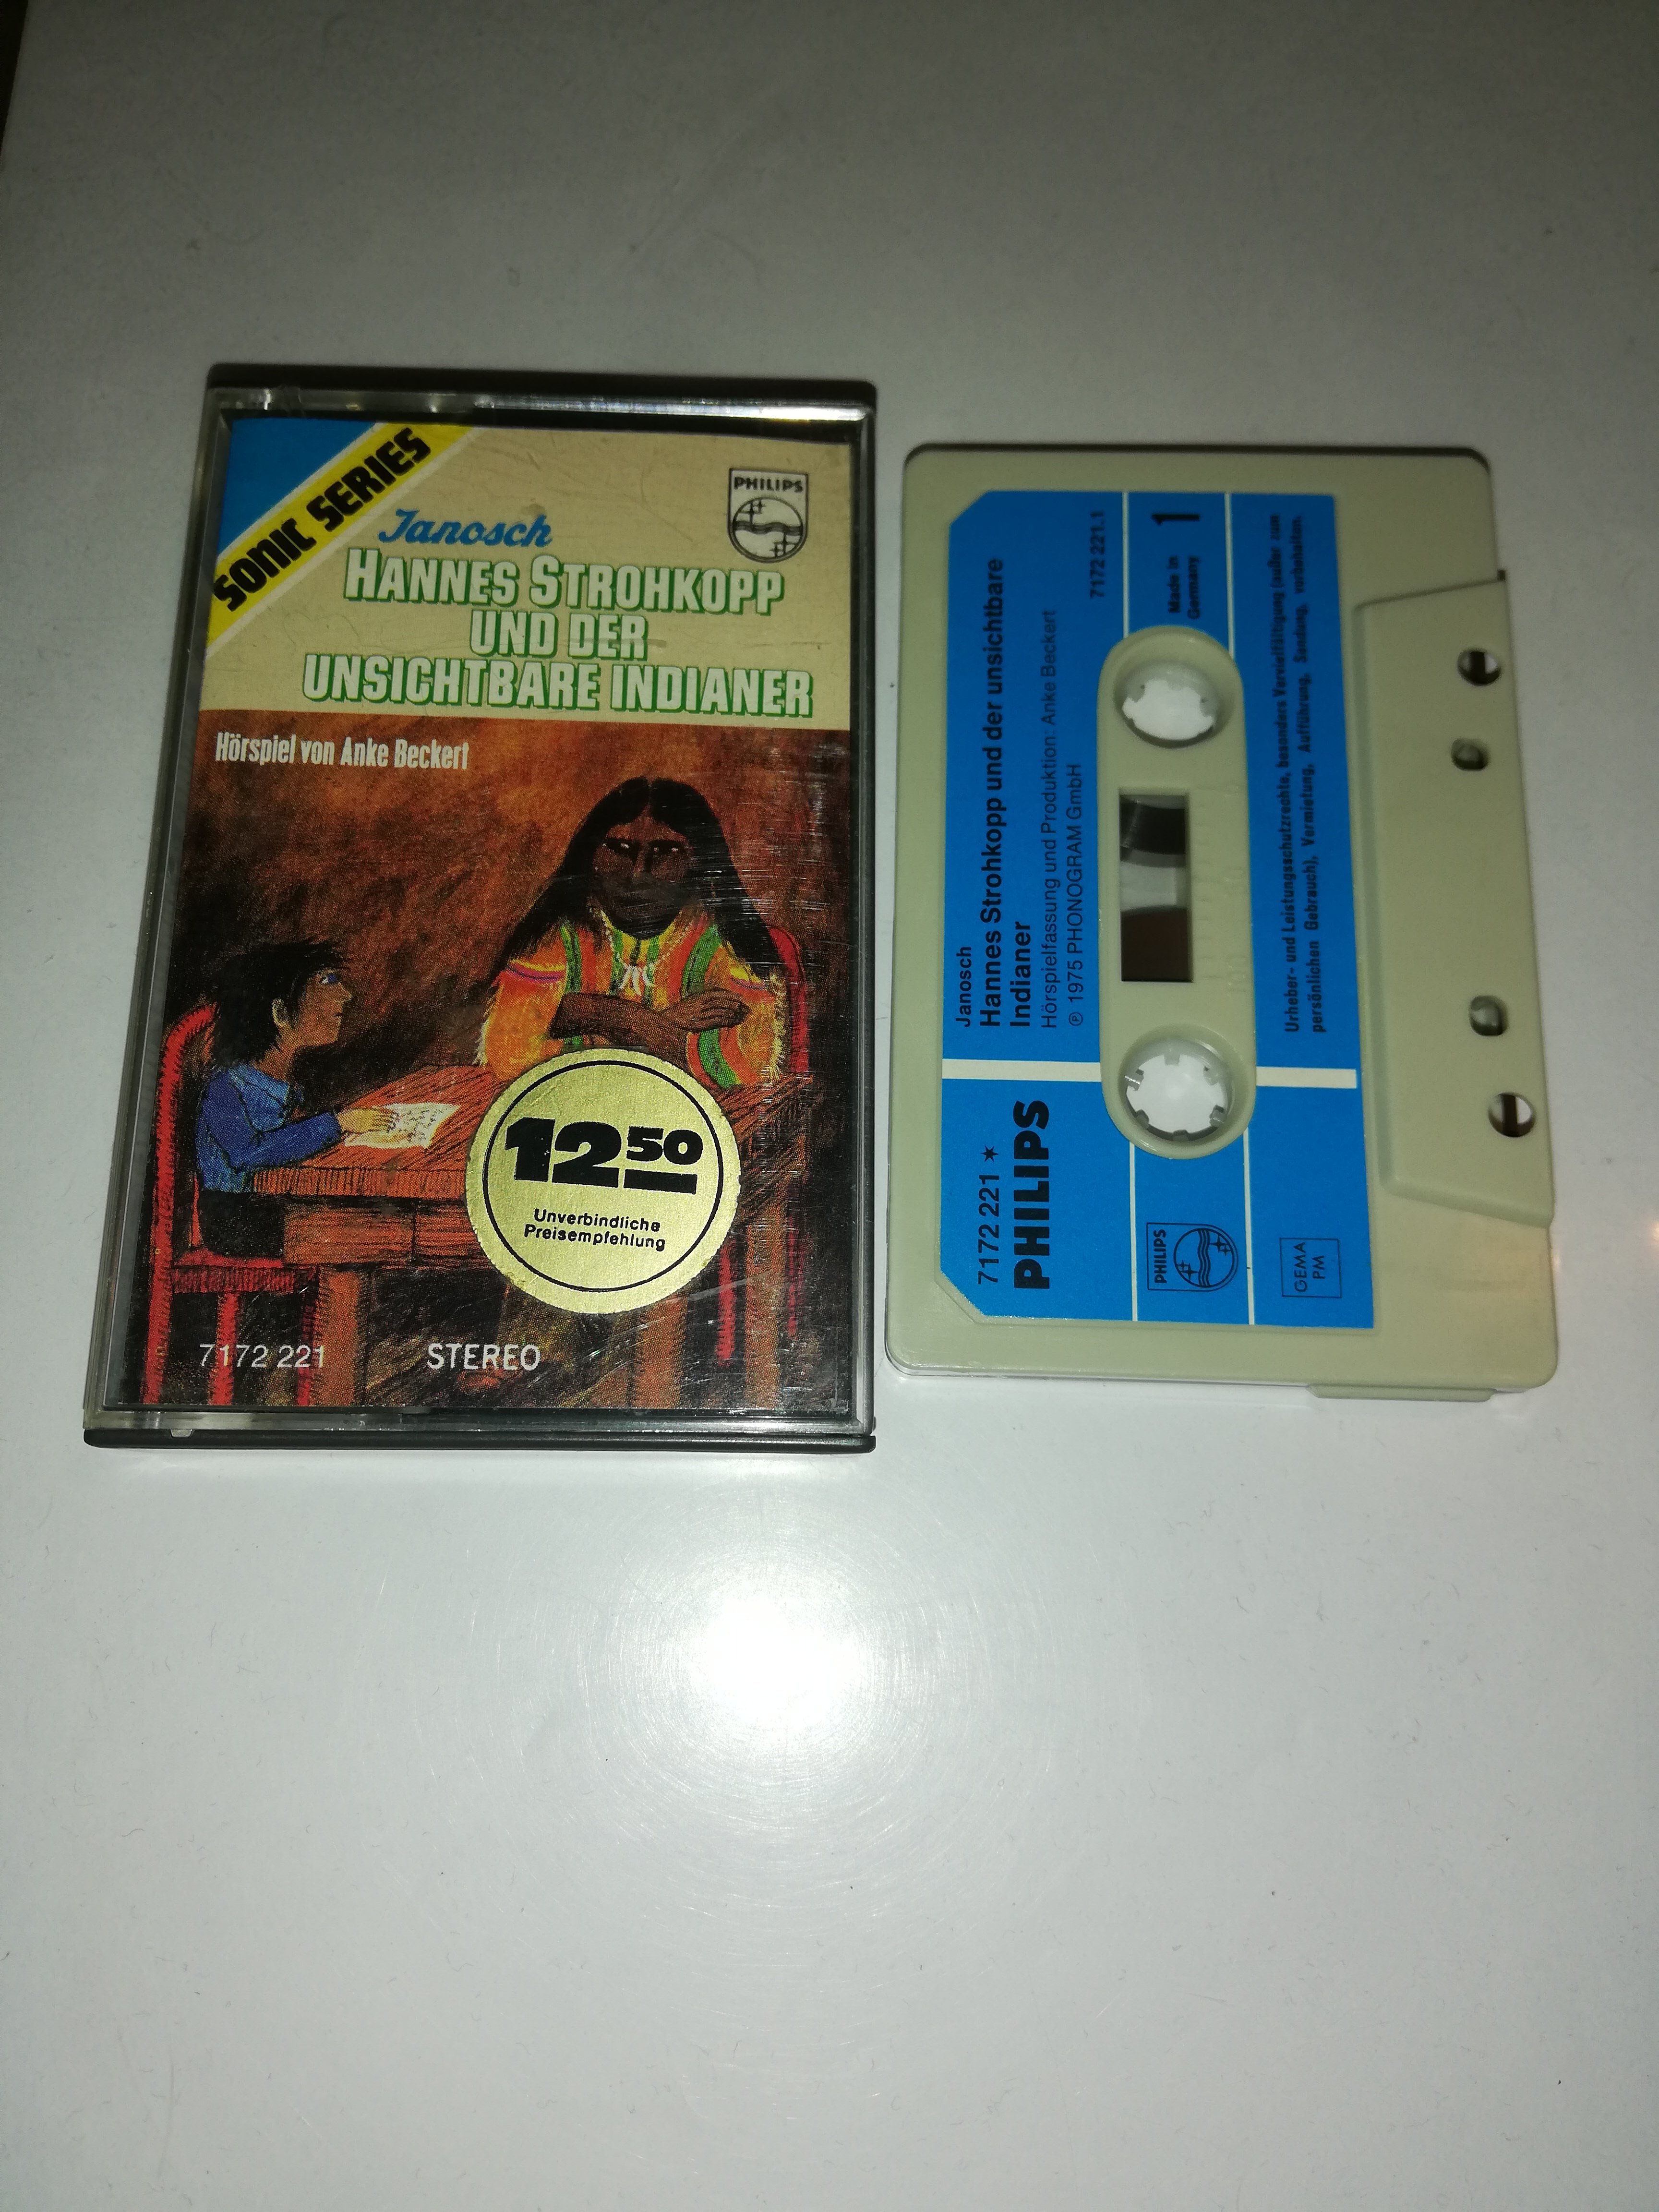 SONIC SERIES
PHILIPS
Janosch
HANNES STROHKOPP
UND DER
UNSICHTBARE INDIANER
Hörspiel von Anke Beckert
12 50
Unverbindliche
Preisempfehlung
7172 221
STEREO
Janosch
Hannes Strohkopp und der unsichtbare
Indianer
Hörspielfassung und Produktion: Anke Beckert
℗ 1975 PHONOGRAM GmbH
7172 221.1
7172 221 ✶
PHILIPS
PHILIPS
Made in
Germany
1
GEMA
PM
Urheber- und Leistungsschutzrechte, besonders Vervielfältigung (außer zum
persönlichen Gebrauch), Vermietung, Aufführung, Sendung, vorbehalten.